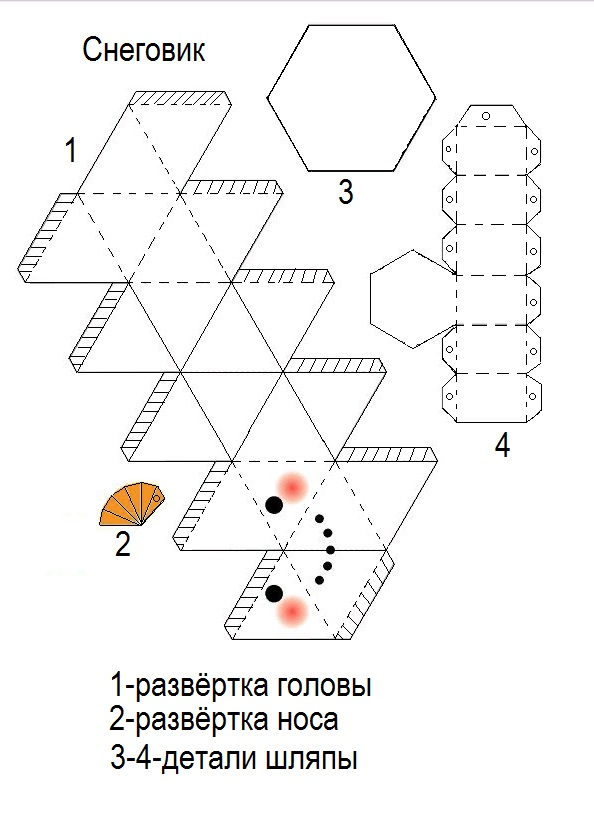 Снеговик
1
3
4
2
1-развёртка головы
2-развёртка носа
3-4-детали шляпы